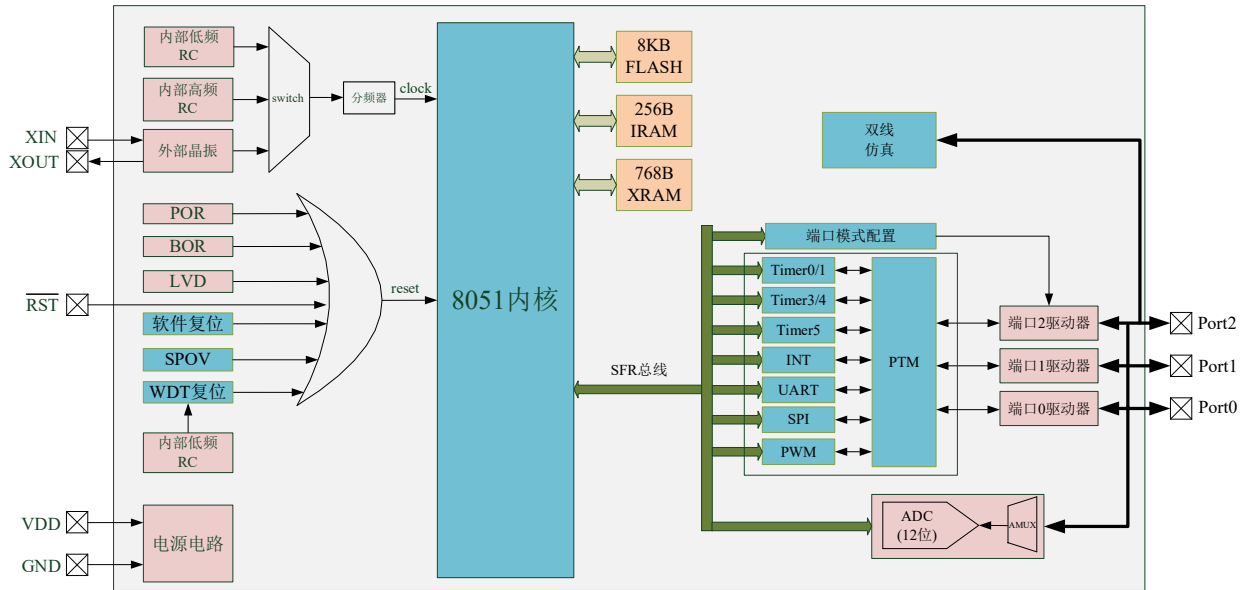 内部低频
RC
内部高频
RC
外部晶振
XIN
XOUT
switch
分频器
clock
POR
BOR
LVD
RST
软件复位
SPOV
WDT复位
内部低频
RC
reset
VDD
GND
电源电路
8051内核
8KB
FLASH
256B
IRAM
768B
XRAM
双线
仿真
SFR总线
端口模式配置
Timer0/1
Timer3/4
Timer5
INT
UART
SPI
PWM
PTM
端口2驱动器
端口1驱动器
端口0驱动器
Port2
Port1
Port0
ADC
(12位)
AMUX